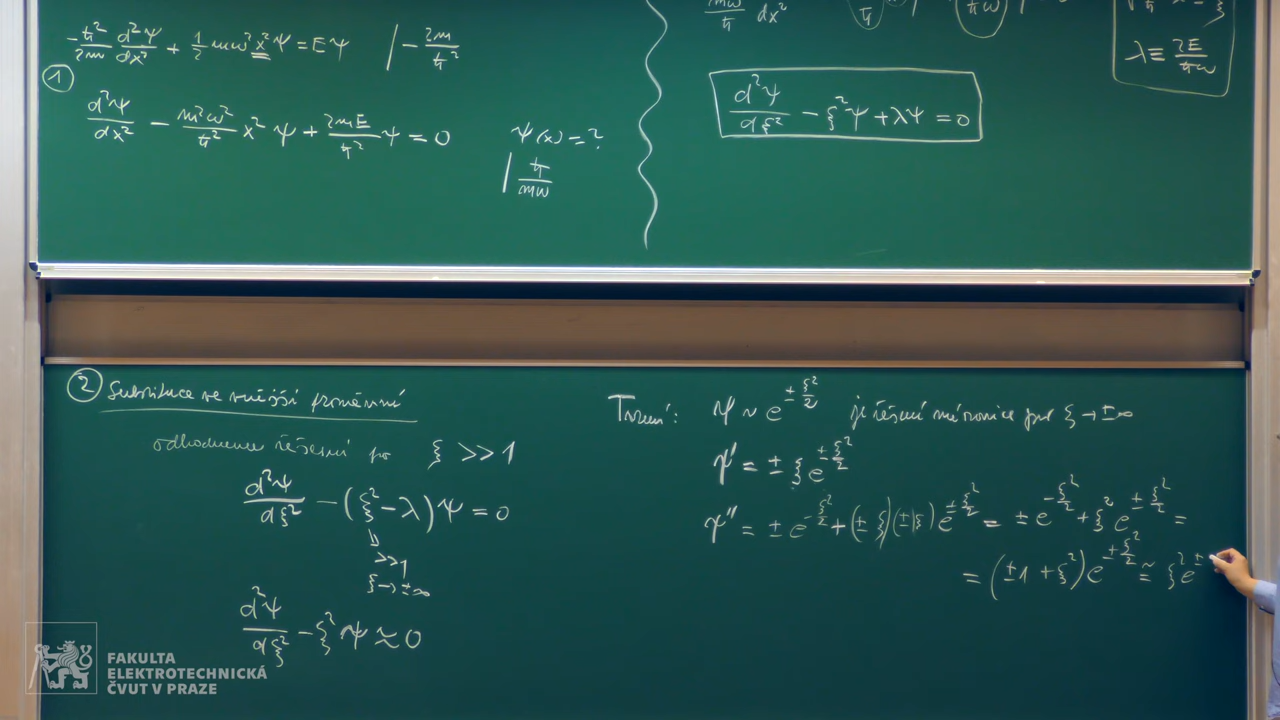 -ħ²/2m d²Ψ/dx² + 1/2 mω²x²Ψ = EΨ | -2m/ħ²
①
d²Ψ/dx² - m²ω²/ħ² x² Ψ + 2mE/ħ² Ψ = 0
Ψ(x) = ?
| ħ/mω
d²Ψ/dξ² - ξ²Ψ + λΨ = 0
λ ≡ 2E/ħω
② Substituce ve vnější proměnné
řešení pro ξ >> 1
d²Ψ/dξ² - (ξ² - λ)Ψ = 0
>>1
ξ → ±∞
d²Ψ/dξ² - ξ²Ψ ≈ 0
Tvrzení: Ψ ~ e^(±ξ²/2) je řešení rovnice pro ξ → ±∞
Ψ' = ± ξ e^(±ξ²/2)
Ψ'' = ± e^(-ξ²/2) + (± ξ)(± ξ) e^(±ξ²/2) = ± e^(-ξ²/2) + ξ² e^(±ξ²/2) =
= (±1 + ξ²) e^(±ξ²/2) ≈ ξ² e^±
FAKULTA
ELEKTROTECHNICKÁ
ČVUT V PRAZE